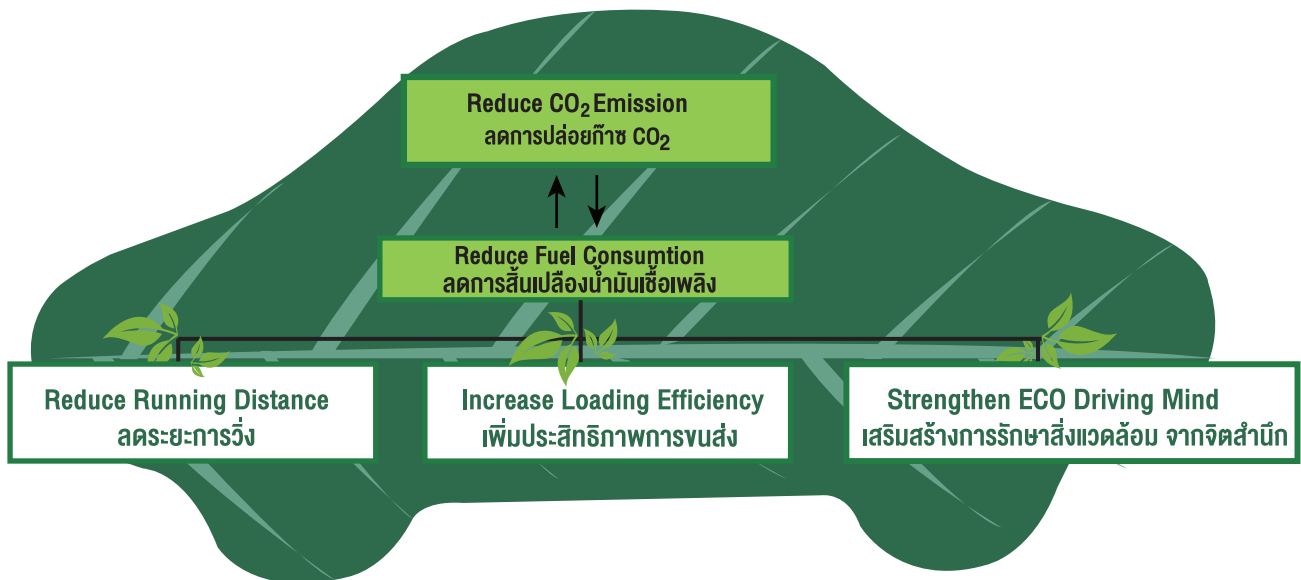 Reduce CO₂ Emission
ลดการปล่อยก๊าซ CO₂
Reduce Fuel Consumtion
ลดการสิ้นเปลืองน้ำมันเชื้อเพลิง
Reduce Running Distance
ลดระยะการวิ่ง
Increase Loading Efficiency
เพิ่มประสิทธิภาพการขนส่ง
Strengthen ECO Driving Mind
เสริมสร้างการรักษาสิ่งแวดล้อม จากจิตสำนึก